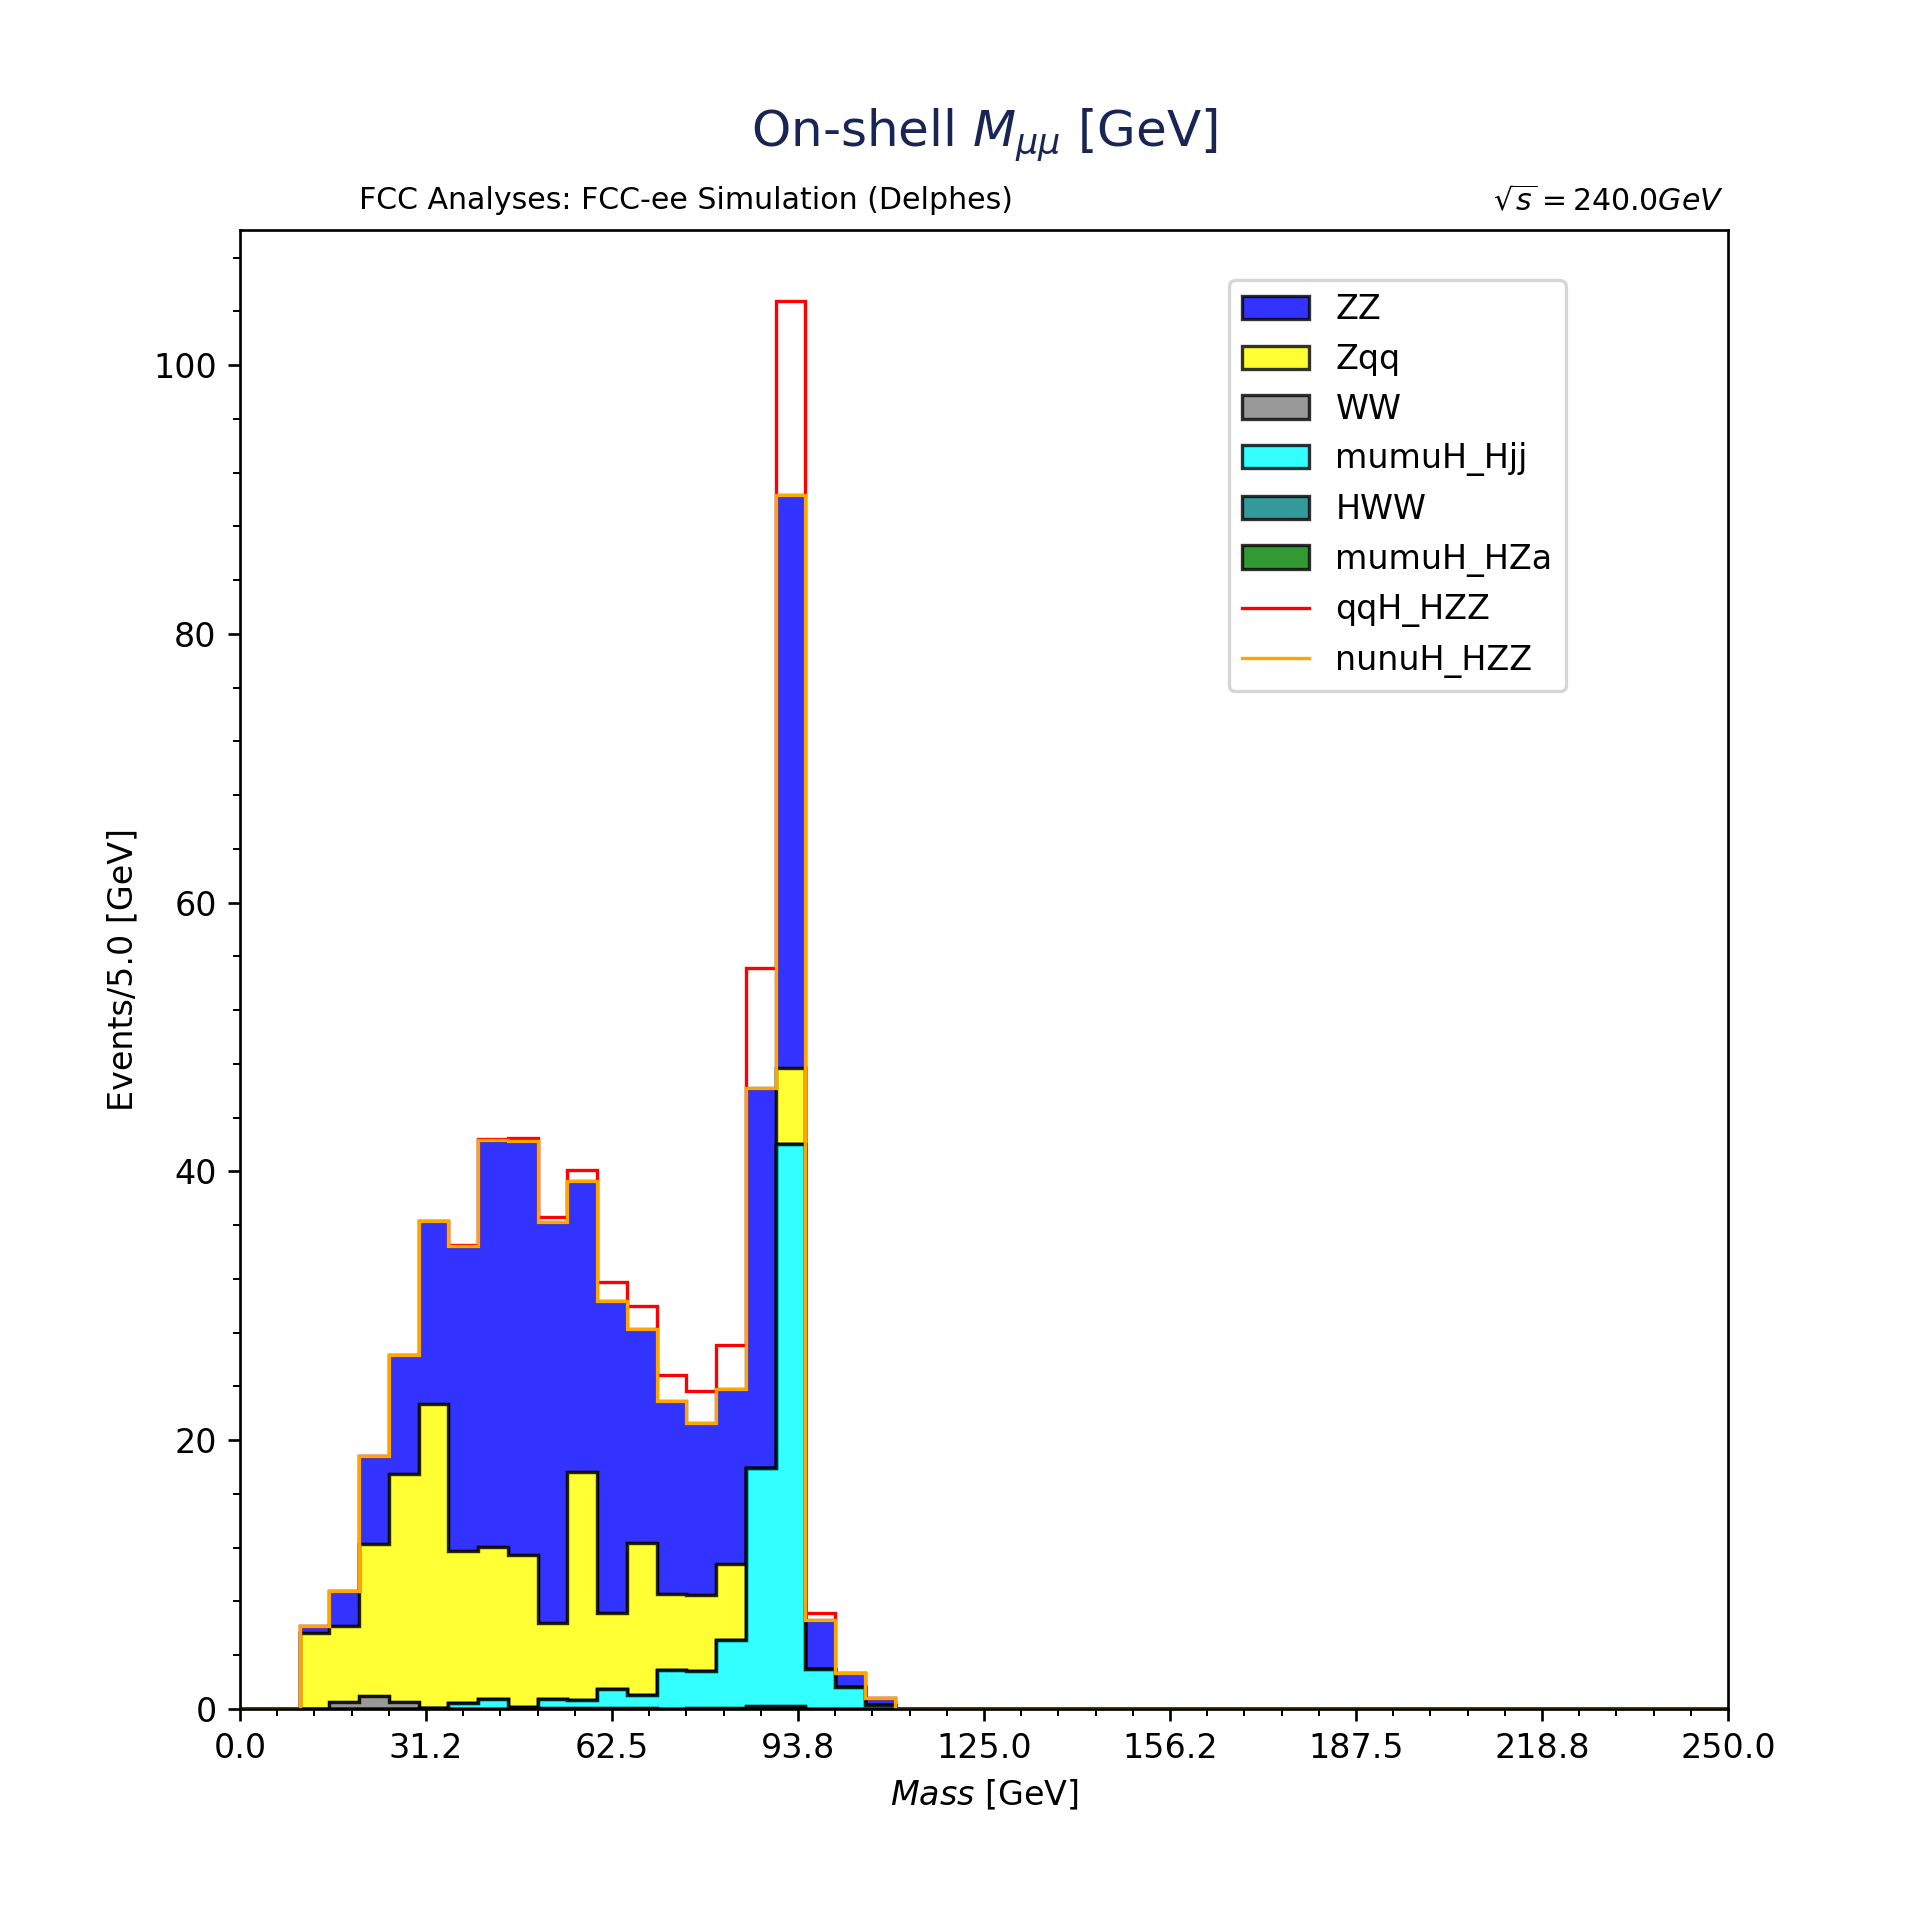 On-shell $M_{\mu\mu}$ [GeV]
FCC Analyses: FCC-ee Simulation (Delphes)
√s = 240.0GeV
ZZ
Zqq
WW
mumuH_Hjj
HWW
mumuH_HZa
qqH_HZZ
nunuH_HZZ
Events/5.0 [GeV]
100
80
60
40
20
0
0.0 31.2 62.5 93.8 125.0 156.2 187.5 218.8 250.0
Mass [GeV]